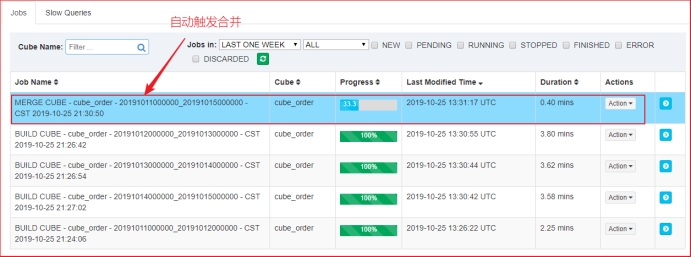 Jobs Slow Queries
自动触发合并
Cube Name: Filter ... Jobs in: LAST ONE WEEK ALL NEW PENDING RUNNING STOPPED FINISHED ERROR
DISCARDED
Job Name Cube Progress Last Modified Time Duration Actions
MERGE CUBE - cube_order - 20191011000000_20191015000000 - cube_order 33.3 2019-10-25 13:31:17 UTC 0.40 mins Action
CST 2019-10-25 21:30:50
BUILD CUBE - cube_order - 20191012000000_20191013000000 - CST cube_order 100% 2019-10-25 13:30:55 UTC 3.80 mins Action
2019-10-25 21:26:42
BUILD CUBE - cube_order - 20191013000000_20191014000000 - CST cube_order 100% 2019-10-25 13:30:44 UTC 3.62 mins Action
2019-10-25 21:26:54
BUILD CUBE - cube_order - 20191014000000_20191015000000 - CST cube_order 100% 2019-10-25 13:30:42 UTC 3.58 mins Action
2019-10-25 21:27:02
BUILD CUBE - cube_order - 20191011000000_20191012000000 - CST cube_order 100% 2019-10-25 13:26:22 UTC 2.25 mins Action
2019-10-25 21:24:06